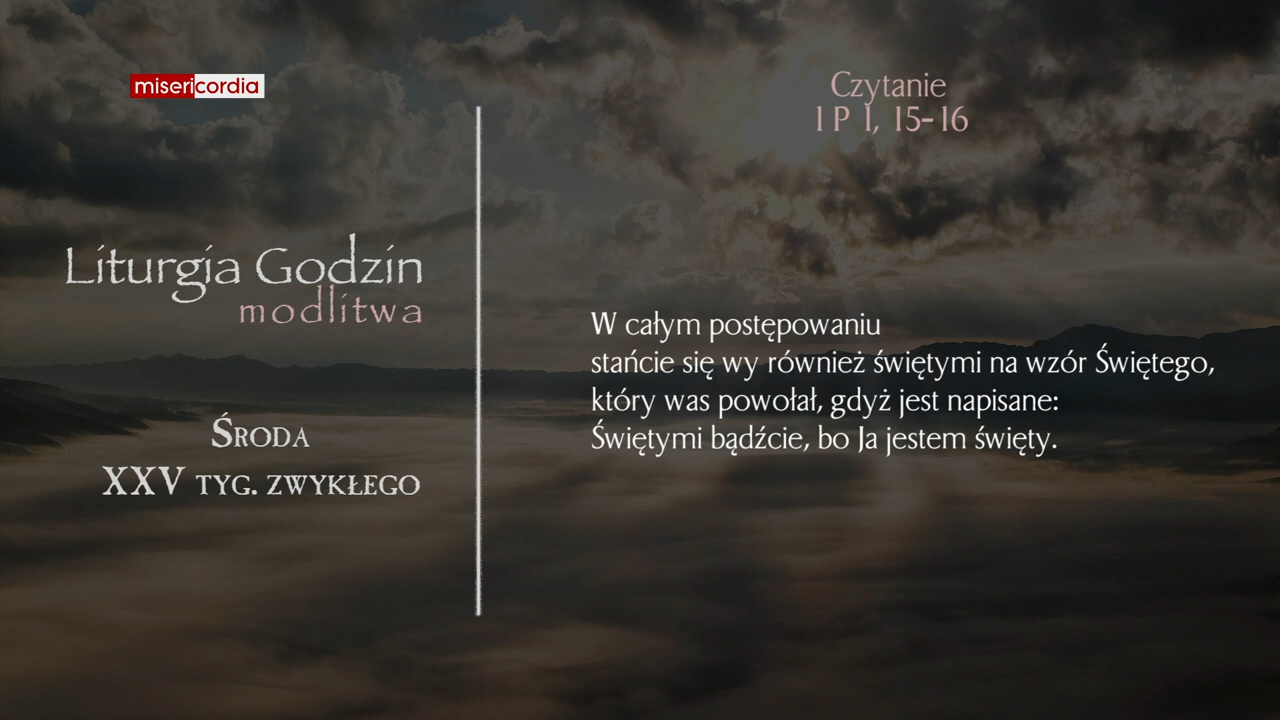 misericordia
Liturgia Godzin
modlitwa
Środa
XXV tyg. zwykłego
Czytanie
1 P 1, 15-16
W całym postępowaniu
stańcie się wy również świętymi na wzór Świętego,
który was powołał, gdyż jest napisane:
Świętymi bądźcie, bo Ja jestem święty.